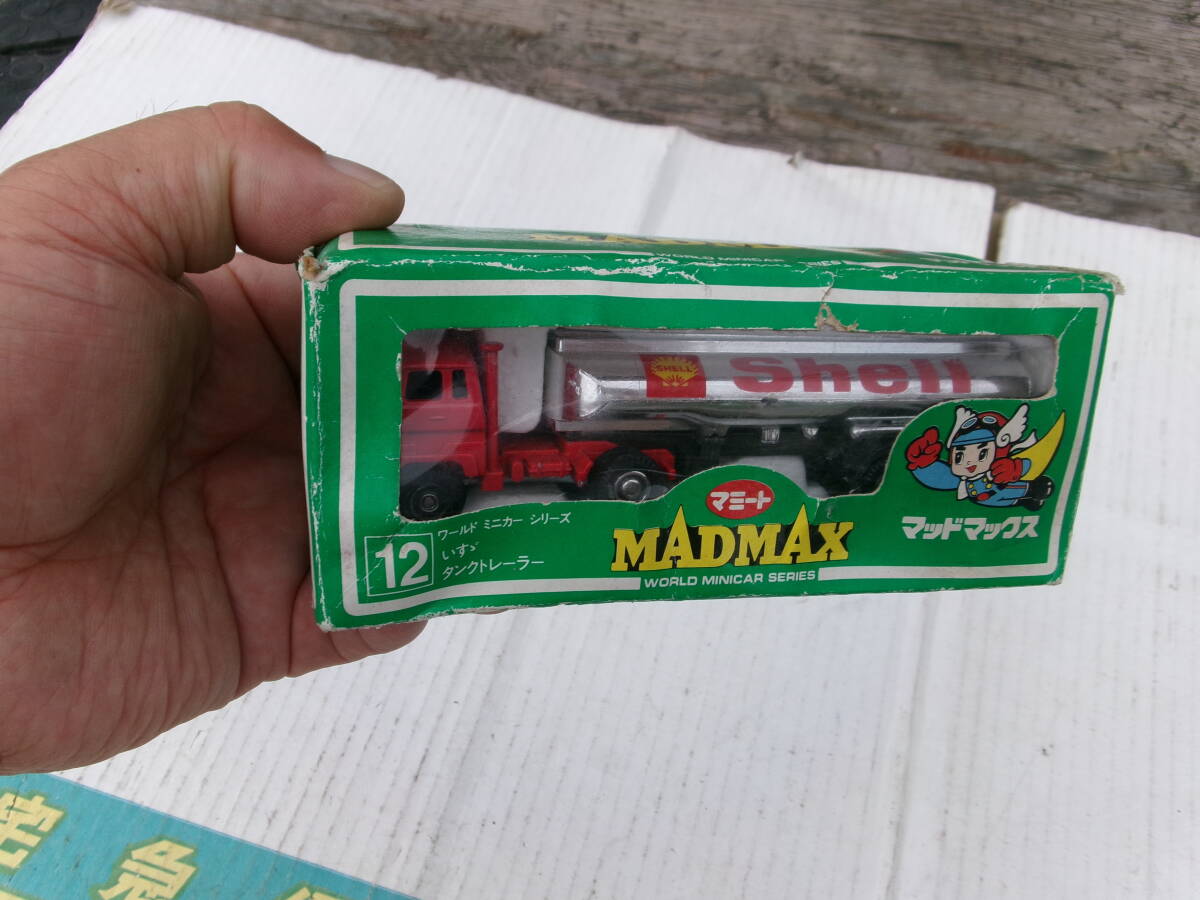 WORLD MINICAR
SHELL
Shell
12
ワールド ミニカー シリーズ
いすゞ
タンクトレーラー
マミート
MADMAX
WORLD MINICAR SERIES
マッドマックス